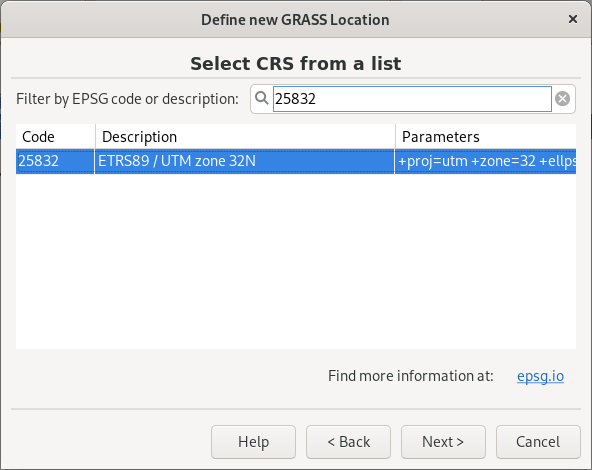 Define new GRASS Location
Select CRS from a list
Filter by EPSG code or description: 25832
Code Description Parameters
25832 ETRS89 / UTM zone 32N +proj=utm +zone=32 +ellps
Find more information at: epsg.io
Help < Back Next > Cancel